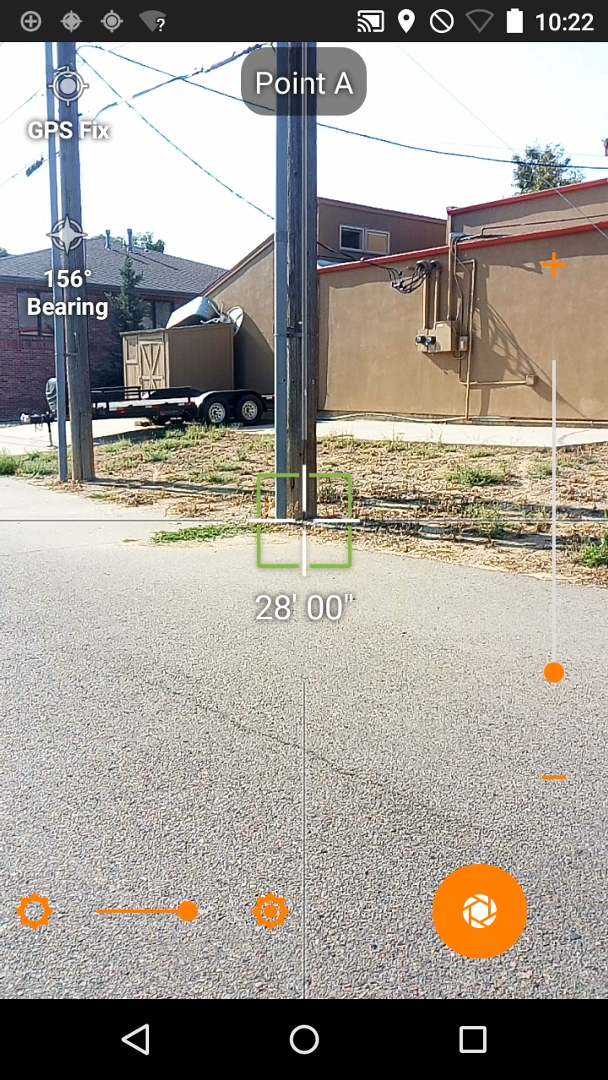 10:22
Point A
GPS Fix
156°
Bearing
28' 00"